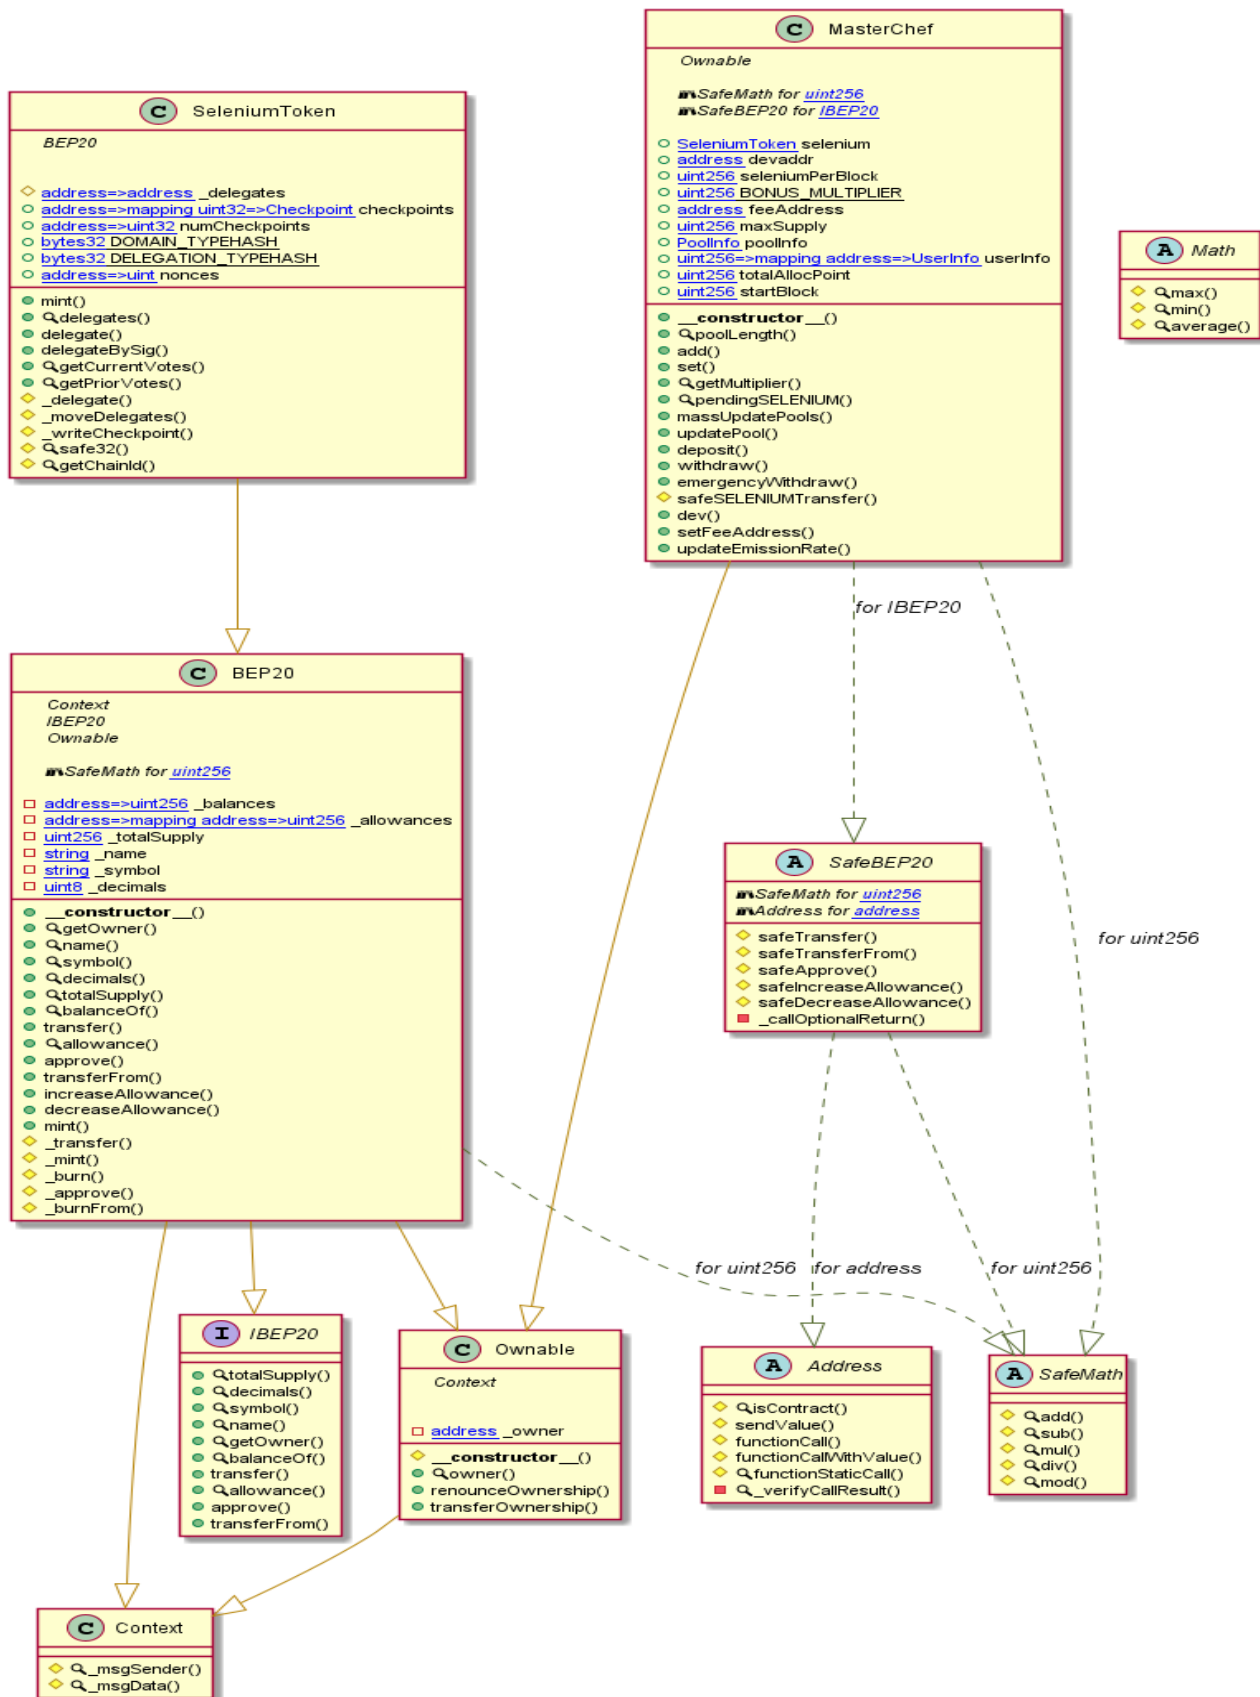 C MasterChef
Ownable
SafeMath for uint256
SafeBEP20 for IBEP20
SeleniumToken selenium
address devaddr
uint256 seleniumPerBlock
uint256 BONUS_MULTIPLIER
address feeAddress
uint256 maxSupply
PoolInfo poolInfo
uint256=>mapping address=>UserInfo userInfo
uint256 totalAllocPoint
uint256 startBlock
__constructor__()
poolLength()
add()
set()
getMultiplier()
pendingSELENIUM()
massUpdatePools()
updatePool()
deposit()
withdraw()
emergencyWithdraw()
safeSELENIUMTransfer()
dev()
setFeeAddress()
updateEmissionRate()
C SeleniumToken
BEP20
address=>address _delegates
address=>mapping uint32=>Checkpoint checkpoints
address=>uint32 numCheckpoints
bytes32 DOMAIN_TYPEHASH
bytes32 DELEGATION_TYPEHASH
address=>uint nonces
mint()
delegates()
delegate()
delegateBySig()
getCurrentVotes()
getPriorVotes()
_delegate()
_moveDelegates()
_writeCheckpoint()
safe32()
getChainId()
A Math
max()
min()
average()
for IBEP20
C BEP20
Context
IBEP20
Ownable
SafeMath for uint256
address=>uint256 _balances
address=>mapping address=>uint256 _allowances
uint256 _totalSupply
string _name
string _symbol
uint8 _decimals
__constructor__()
getOwner()
name()
symbol()
decimals()
totalSupply()
balanceOf()
transfer()
allowance()
approve()
transferFrom()
increaseAllowance()
decreaseAllowance()
mint()
_transfer()
_mint()
_burn()
_approve()
_burnFrom()
A SafeBEP20
SafeMath for uint256
Address for address
safeTransfer()
safeTransferFrom()
safeApprove()
safeIncreaseAllowance()
safeDecreaseAllowance()
_callOptionalReturn()
for uint256
for uint256
for address
for uint256
I IBEP20
totalSupply()
decimals()
symbol()
name()
getOwner()
balanceOf()
transfer()
allowance()
approve()
transferFrom()
C Ownable
Context
address _owner
__constructor__()
owner()
renounceOwnership()
transferOwnership()
A Address
isContract()
sendValue()
functionCall()
functionCallWithValue()
functionStaticCall()
_verifyCallResult()
A SafeMath
add()
sub()
mul()
div()
mod()
C Context
_msgSender()
_msgData()